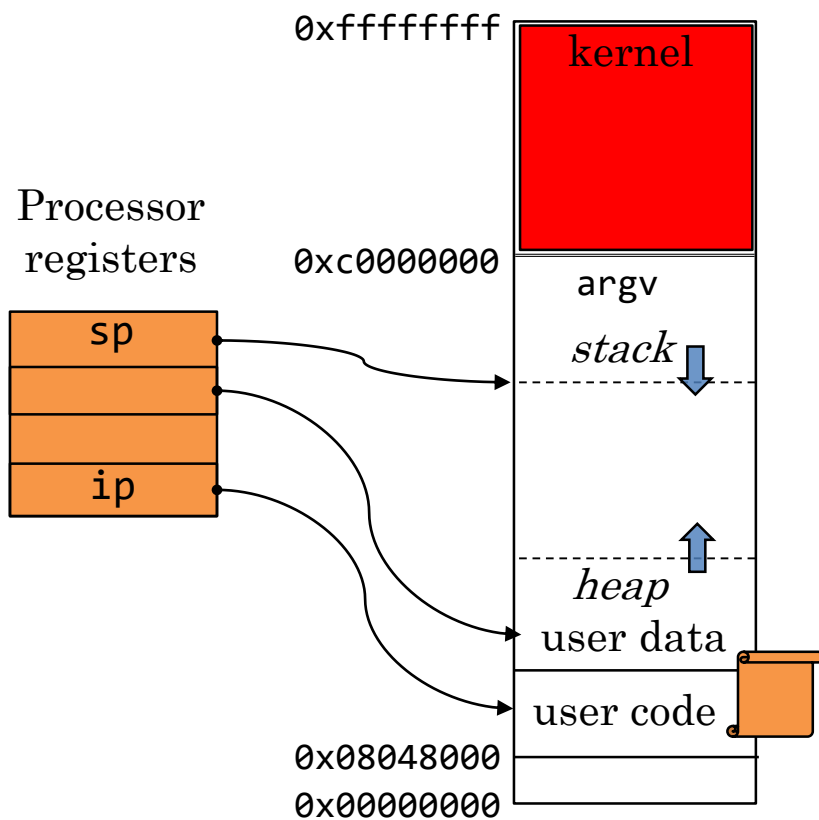 0xffffffff
kernel
Processor
registers
0xc0000000
argv
sp
stack
ip
heap
user data
user code
0x08048000
0x00000000